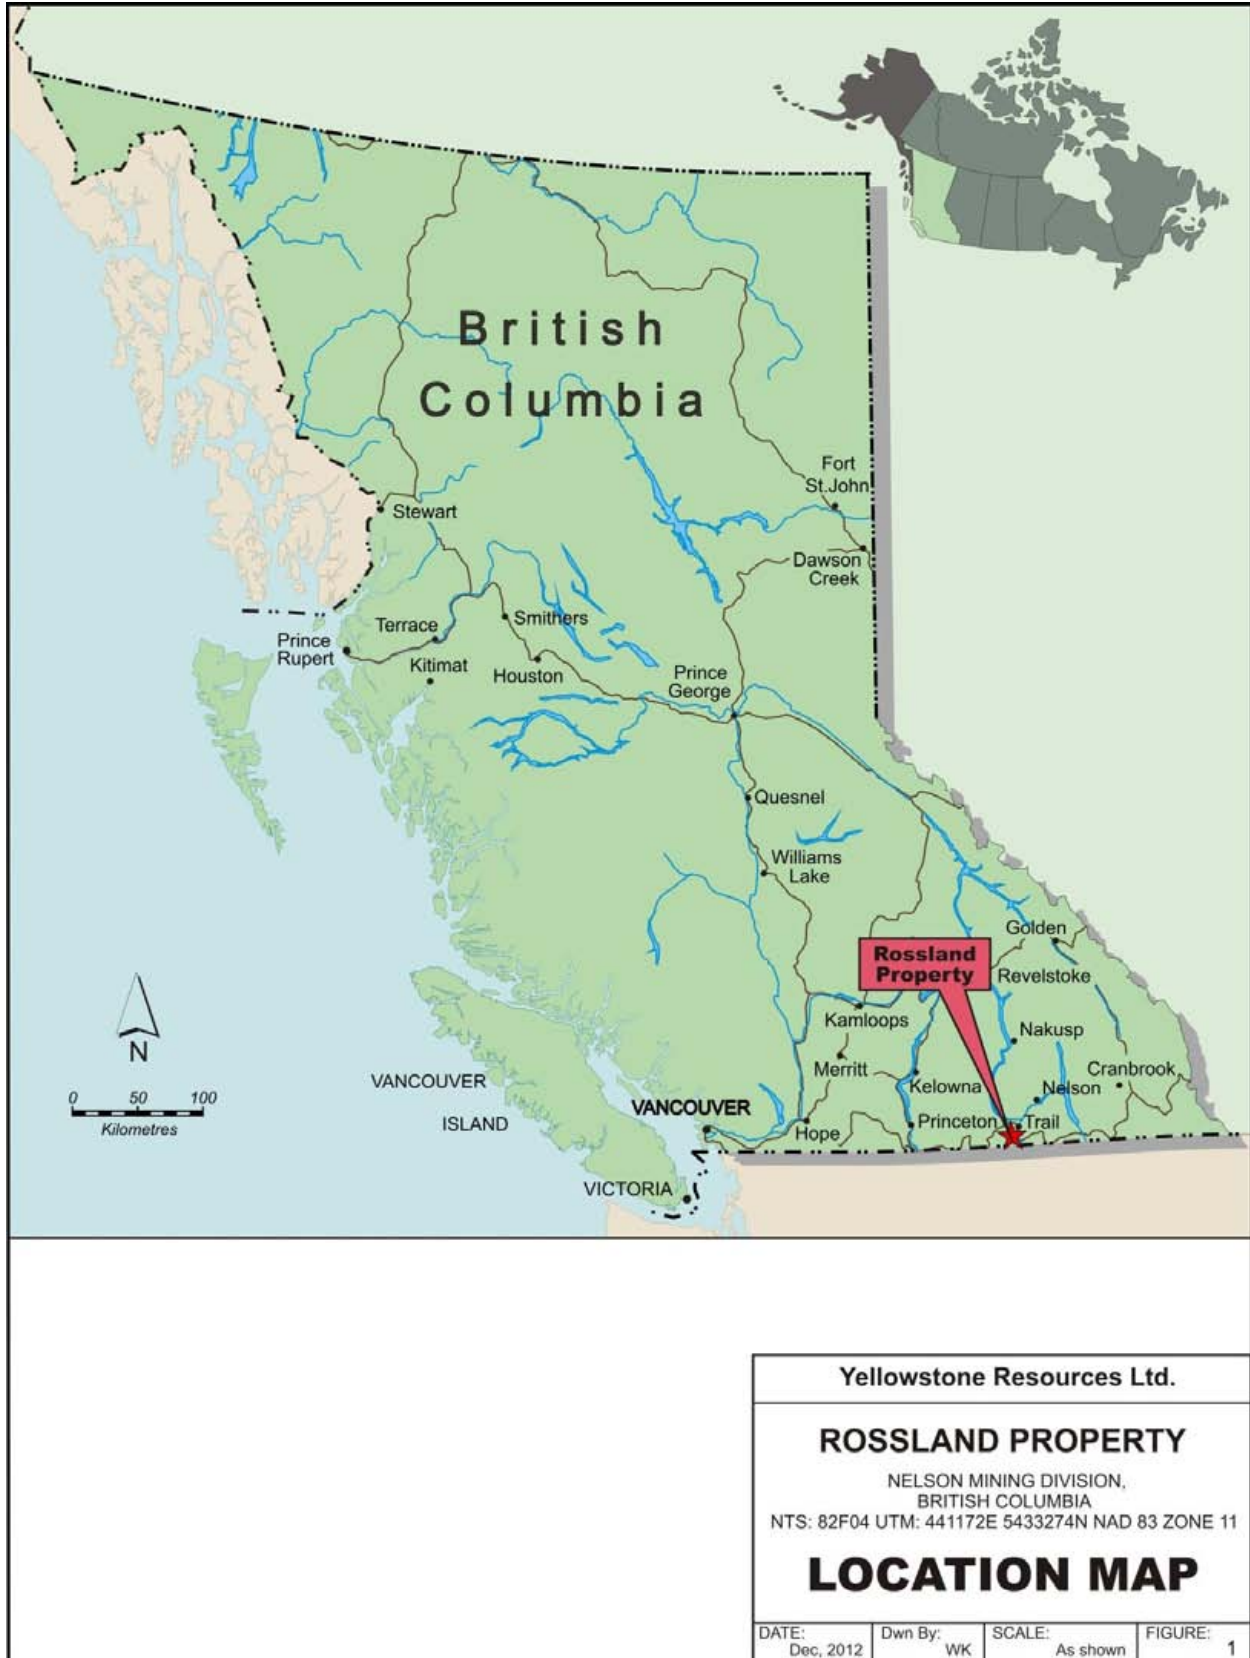 British
Columbia
Fort
St.John
Stewart
Dawson
Creek
Smithers
Terrace
Prince
Rupert
Kitimat
Houston
Prince
George
Quesnel
Williams
Lake
Golden
Rossland
Property
Revelstoke
Kamloops
Nakusp
Merritt
Cranbrook
Kelowna
Nelson
N
VANCOUVER
ISLAND
0 50 100
Kilometres
VANCOUVER
Hope
Princeton
Trail
VICTORIA
Yellowstone Resources Ltd.
ROSSLAND PROPERTY
NELSON MINING DIVISION,
BRITISH COLUMBIA
NTS: 82F04 UTM: 441172E 5433274N NAD 83 ZONE 11
LOCATION MAP
DATE: Dwn By: SCALE: FIGURE:
Dec, 2012 WK As shown 1